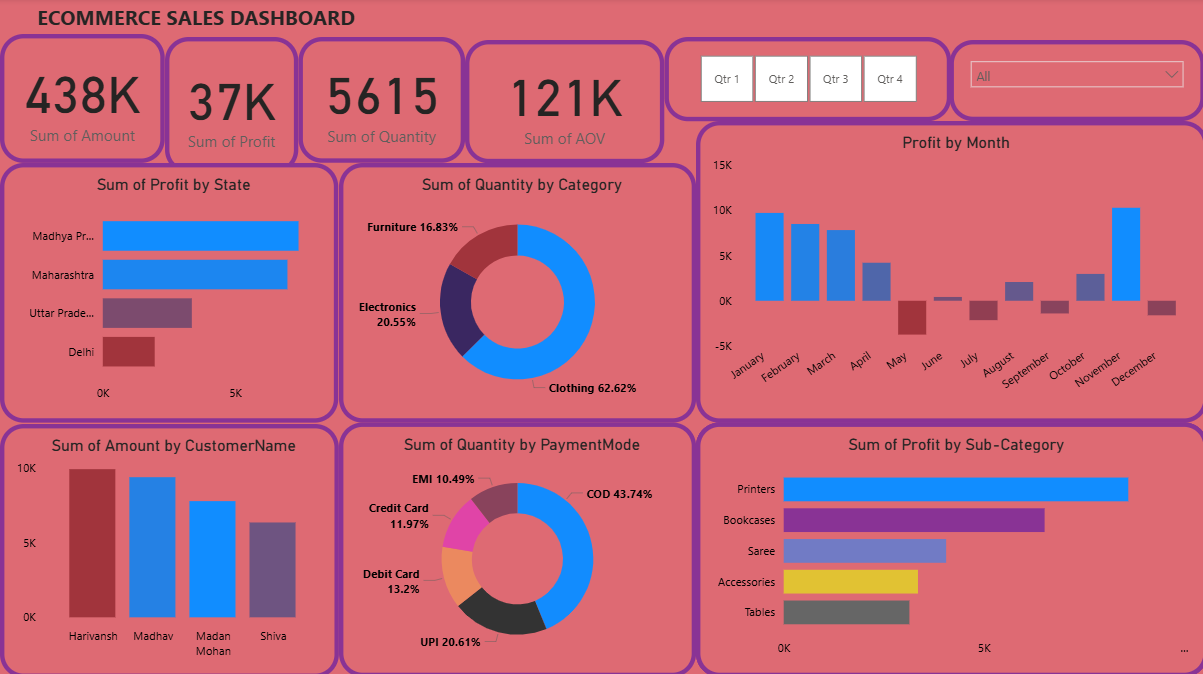 ECOMMERCE SALES DASHBOARD
438K
Sum of Amount
37K
Sum of Profit
5615
Sum of Quantity
121K
Sum of AOV
Qtr 1
Qtr 2
Qtr 3
Qtr 4
All
Sum of Profit by State
Madhya Pr...
Maharashtra
Uttar Prade...
Delhi
0K
5K
Sum of Quantity by Category
Furniture 16.83%
Electronics
20.55%
Clothing 62.62%
Profit by Month
15K
10K
5K
0K
-5K
January
February
March
April
May
June
July
August
September
October
November
December
Sum of Amount by CustomerName
10K
5K
0K
Harivansh
Madhav
Madan
Mohan
Shiva
Sum of Quantity by PaymentMode
EMI 10.49%
COD 43.74%
Credit Card
11.97%
Debit Card
13.2%
UPI 20.61%
Sum of Profit by Sub-Category
Printers
Bookcases
Saree
Accessories
Tables
0K
5K
...